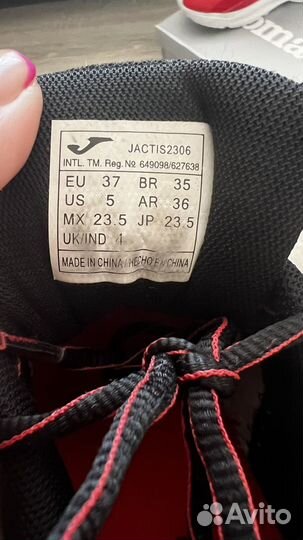 JACTIS2306
INTL. TM. Reg. Nº 649098/627638
EU 37 BR 35
US 5 AR 36
MX 23.5 JP 23.5
UK/IND 4
MADE IN CHINA / HECHO EN CHINA
Avito